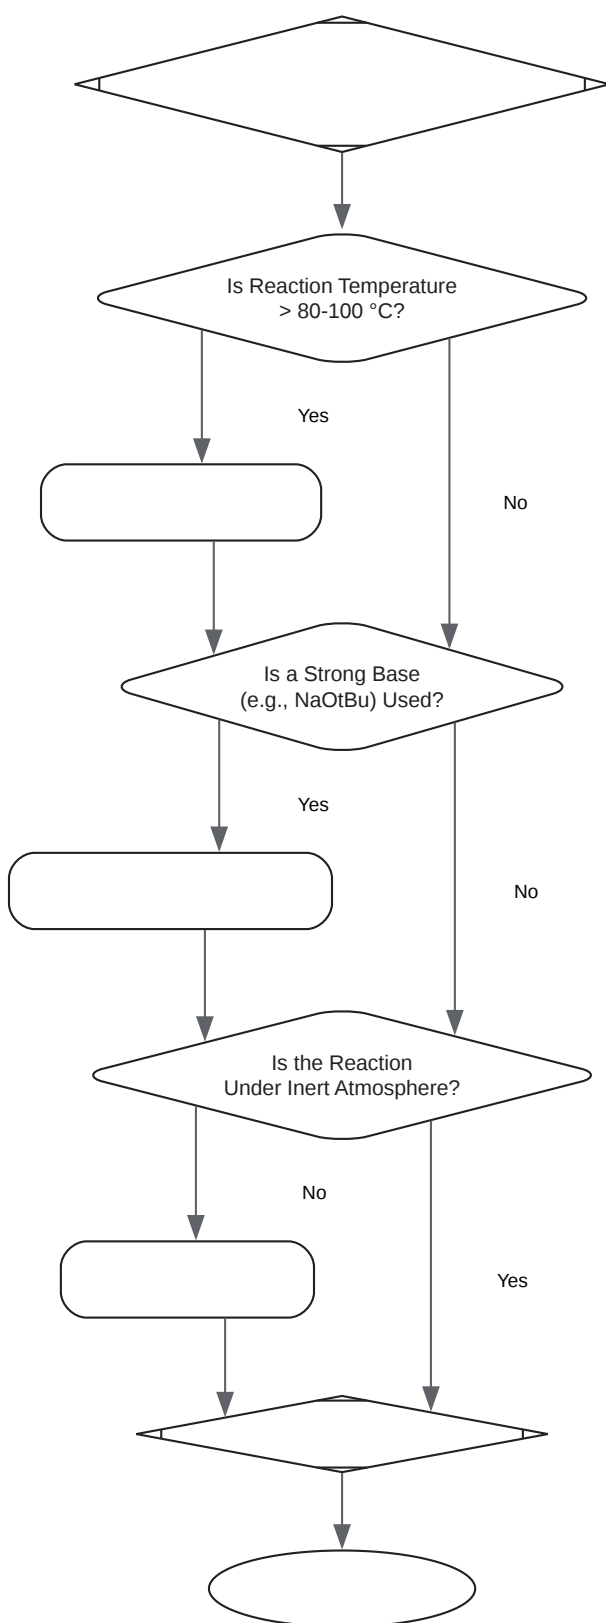 Is Reaction Temperature
> 80-100 °C?
Yes
No
Is a Strong Base
(e.g., NaOtBu) Used?
Yes
No
Is the Reaction
Under Inert Atmosphere?
No
Yes